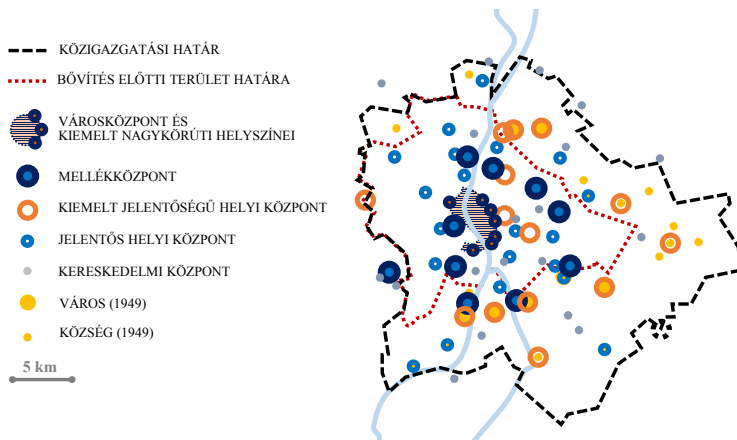 KÖZIGAZGATÁSI HATÁR
BŐVÍTÉS ELŐTTI TERÜLET HATÁRA
VÁROSKÖZPONT ÉS
KIEMELT NAGYKÖRÚTI HELYSZÍNEI
MELLÉKKÖZPONT
KIEMELT JELENTŐSÉGŰ HELYI KÖZPONT
JELENTŐS HELYI KÖZPONT
KERESKEDELMI KÖZPONT
VÁROS (1949)
KÖZSÉG (1949)
5 km